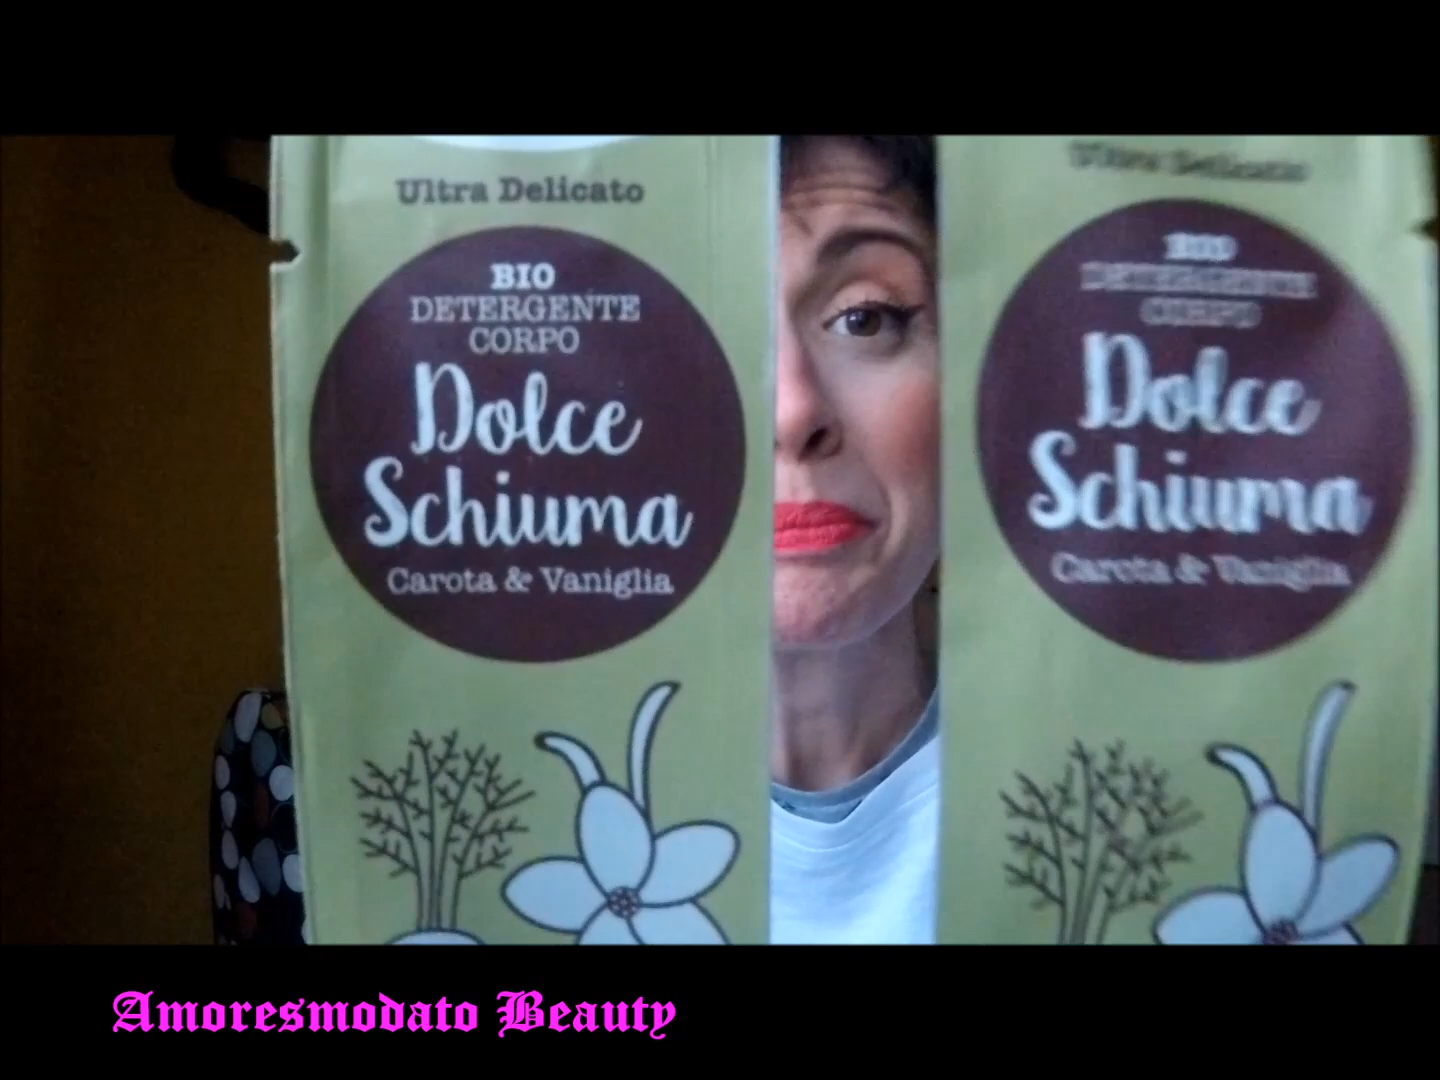 Ultra Delicato
BIO
DETERGENTE
CORPO
Dolce
Schiuma
Carota & Vaniglia
Ultra Delicato
BIO
DETERGENTE
CORPO
Dolce
Schiuma
Carota & Vaniglia
Amoresmodato Beauty